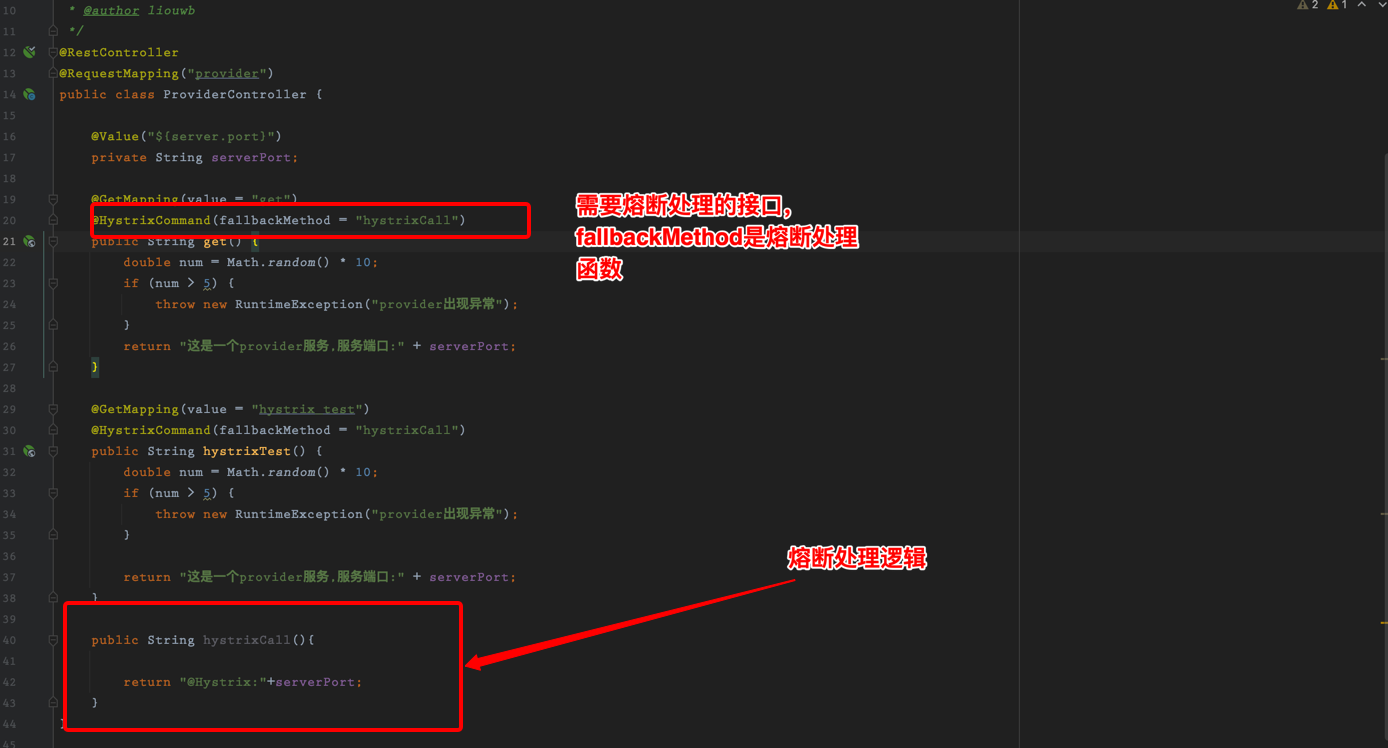 2 1
10 * @author liouwb
11 */
12 @RestController
13 @RequestMapping("provider")
14 public class ProviderController {
15
16 @Value("${server.port}")
17 private String serverPort;
18
19 @GetMapping(value = "get")
20 @HystrixCommand(fallbackMethod = "hystrixCall")
需要熔断处理的接口，
fallbackMethod是熔断处理
函数
21 public String get() {
22 double num = Math.random() * 10;
23 if (num > 5) {
24 throw new RuntimeException("provider出现异常");
25 }
26 return "这是一个provider服务,服务端口:" + serverPort;
27 }
28
29 @GetMapping(value = "hystrix_test")
30 @HystrixCommand(fallbackMethod = "hystrixCall")
31 public String hystrixTest() {
32 double num = Math.random() * 10;
33 if (num > 5) {
34 throw new RuntimeException("provider出现异常");
35 }
36
熔断处理逻辑
37 return "这是一个provider服务,服务端口:" + serverPort;
38 }
39
40 public String hystrixCall(){
41
42 return "@Hystrix:"+serverPort;
43 }
44 }
45